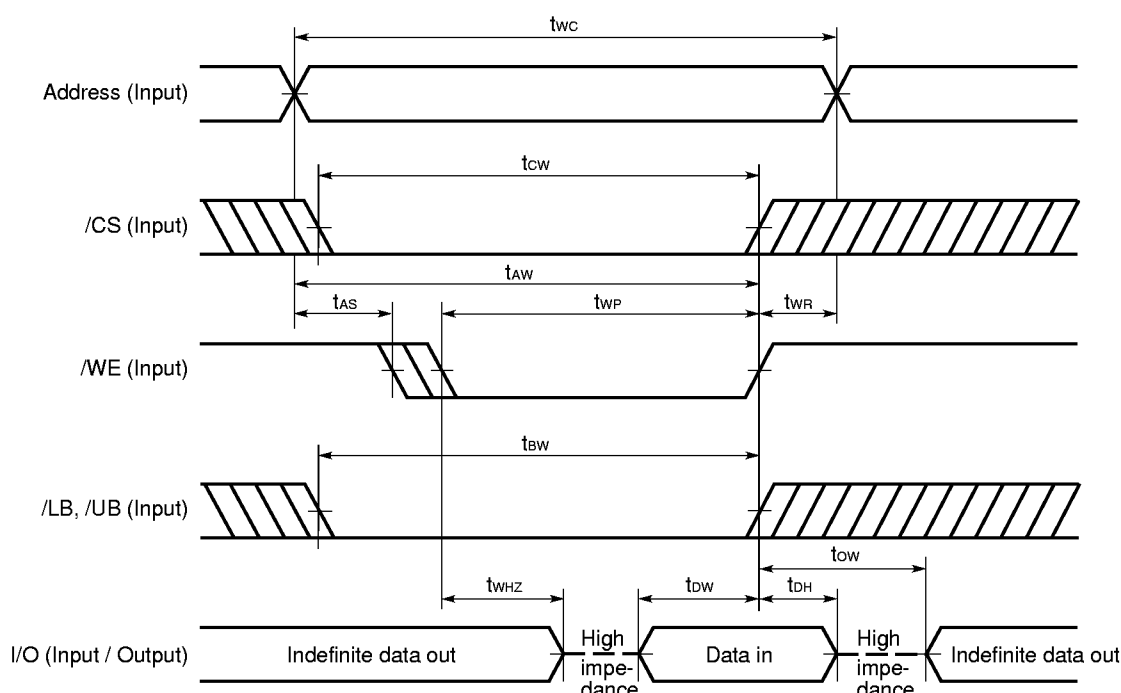 tWC
Address (Input)
tCW
/CS (Input)
tAW
tAS
tWP
tWR
/WE (Input)
tBW
/LB, /UB (Input)
tOW
tWHZ
tDW
tDH
I/O (Input / Output)
Indefinite data out
High
impe-
dance
Data in
High
impe-
dance
Indefinite data out